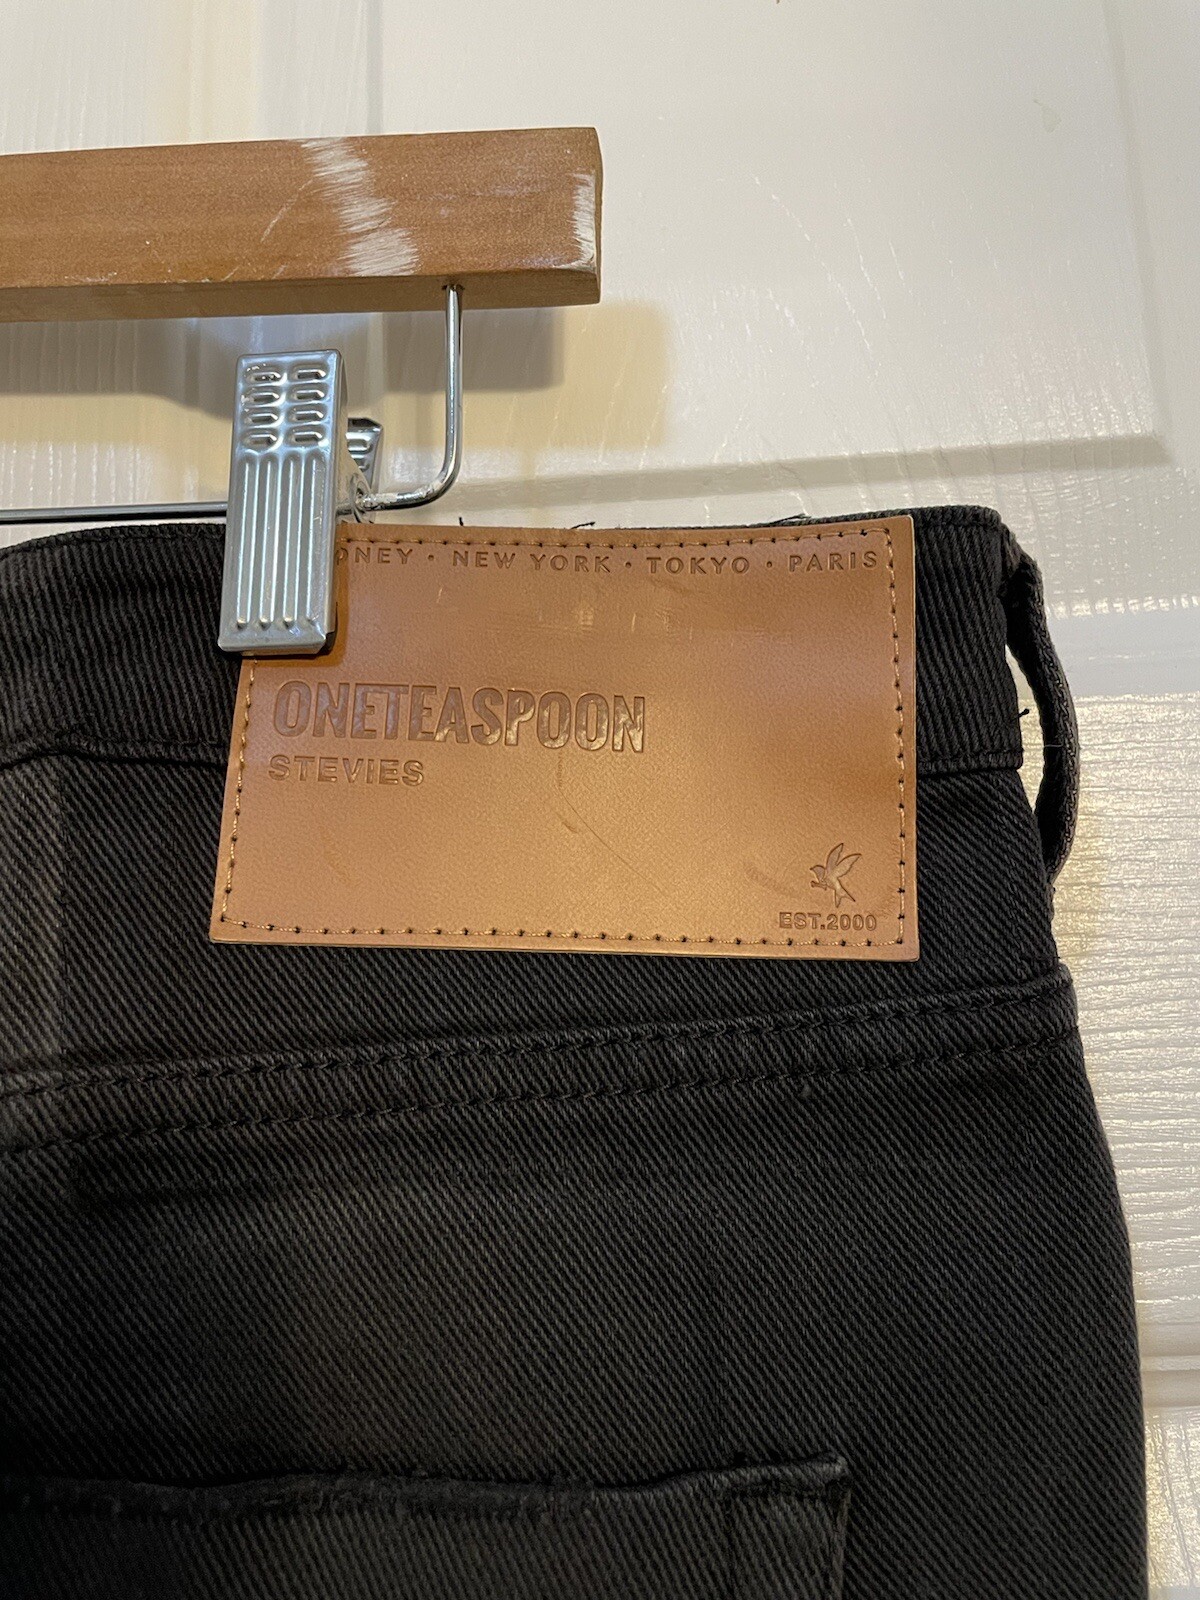 NEW YORK · TOKYO · PARIS
ONETEASPOON
STEVIES
EST.2000